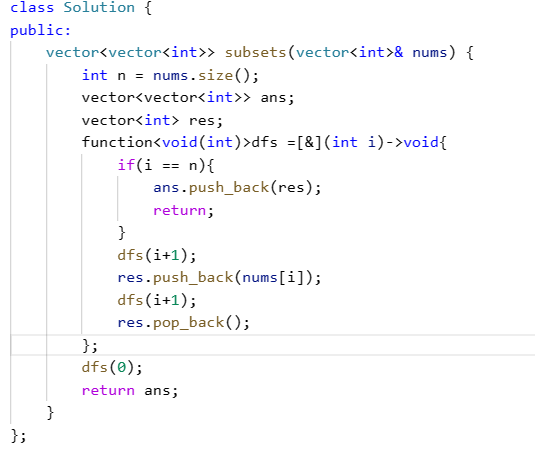 class Solution {
public:
    vector<vector<int>> subsets(vector<int>& nums) {
        int n = nums.size();
        vector<vector<int>> ans;
        vector<int> res;
        function<void(int)>dfs =[&](int i)->void{
            if(i == n){
                ans.push_back(res);
                return;
            }
            dfs(i+1);
            res.push_back(nums[i]);
            dfs(i+1);
            res.pop_back();
        };
        dfs(0);
        return ans;
    }
};